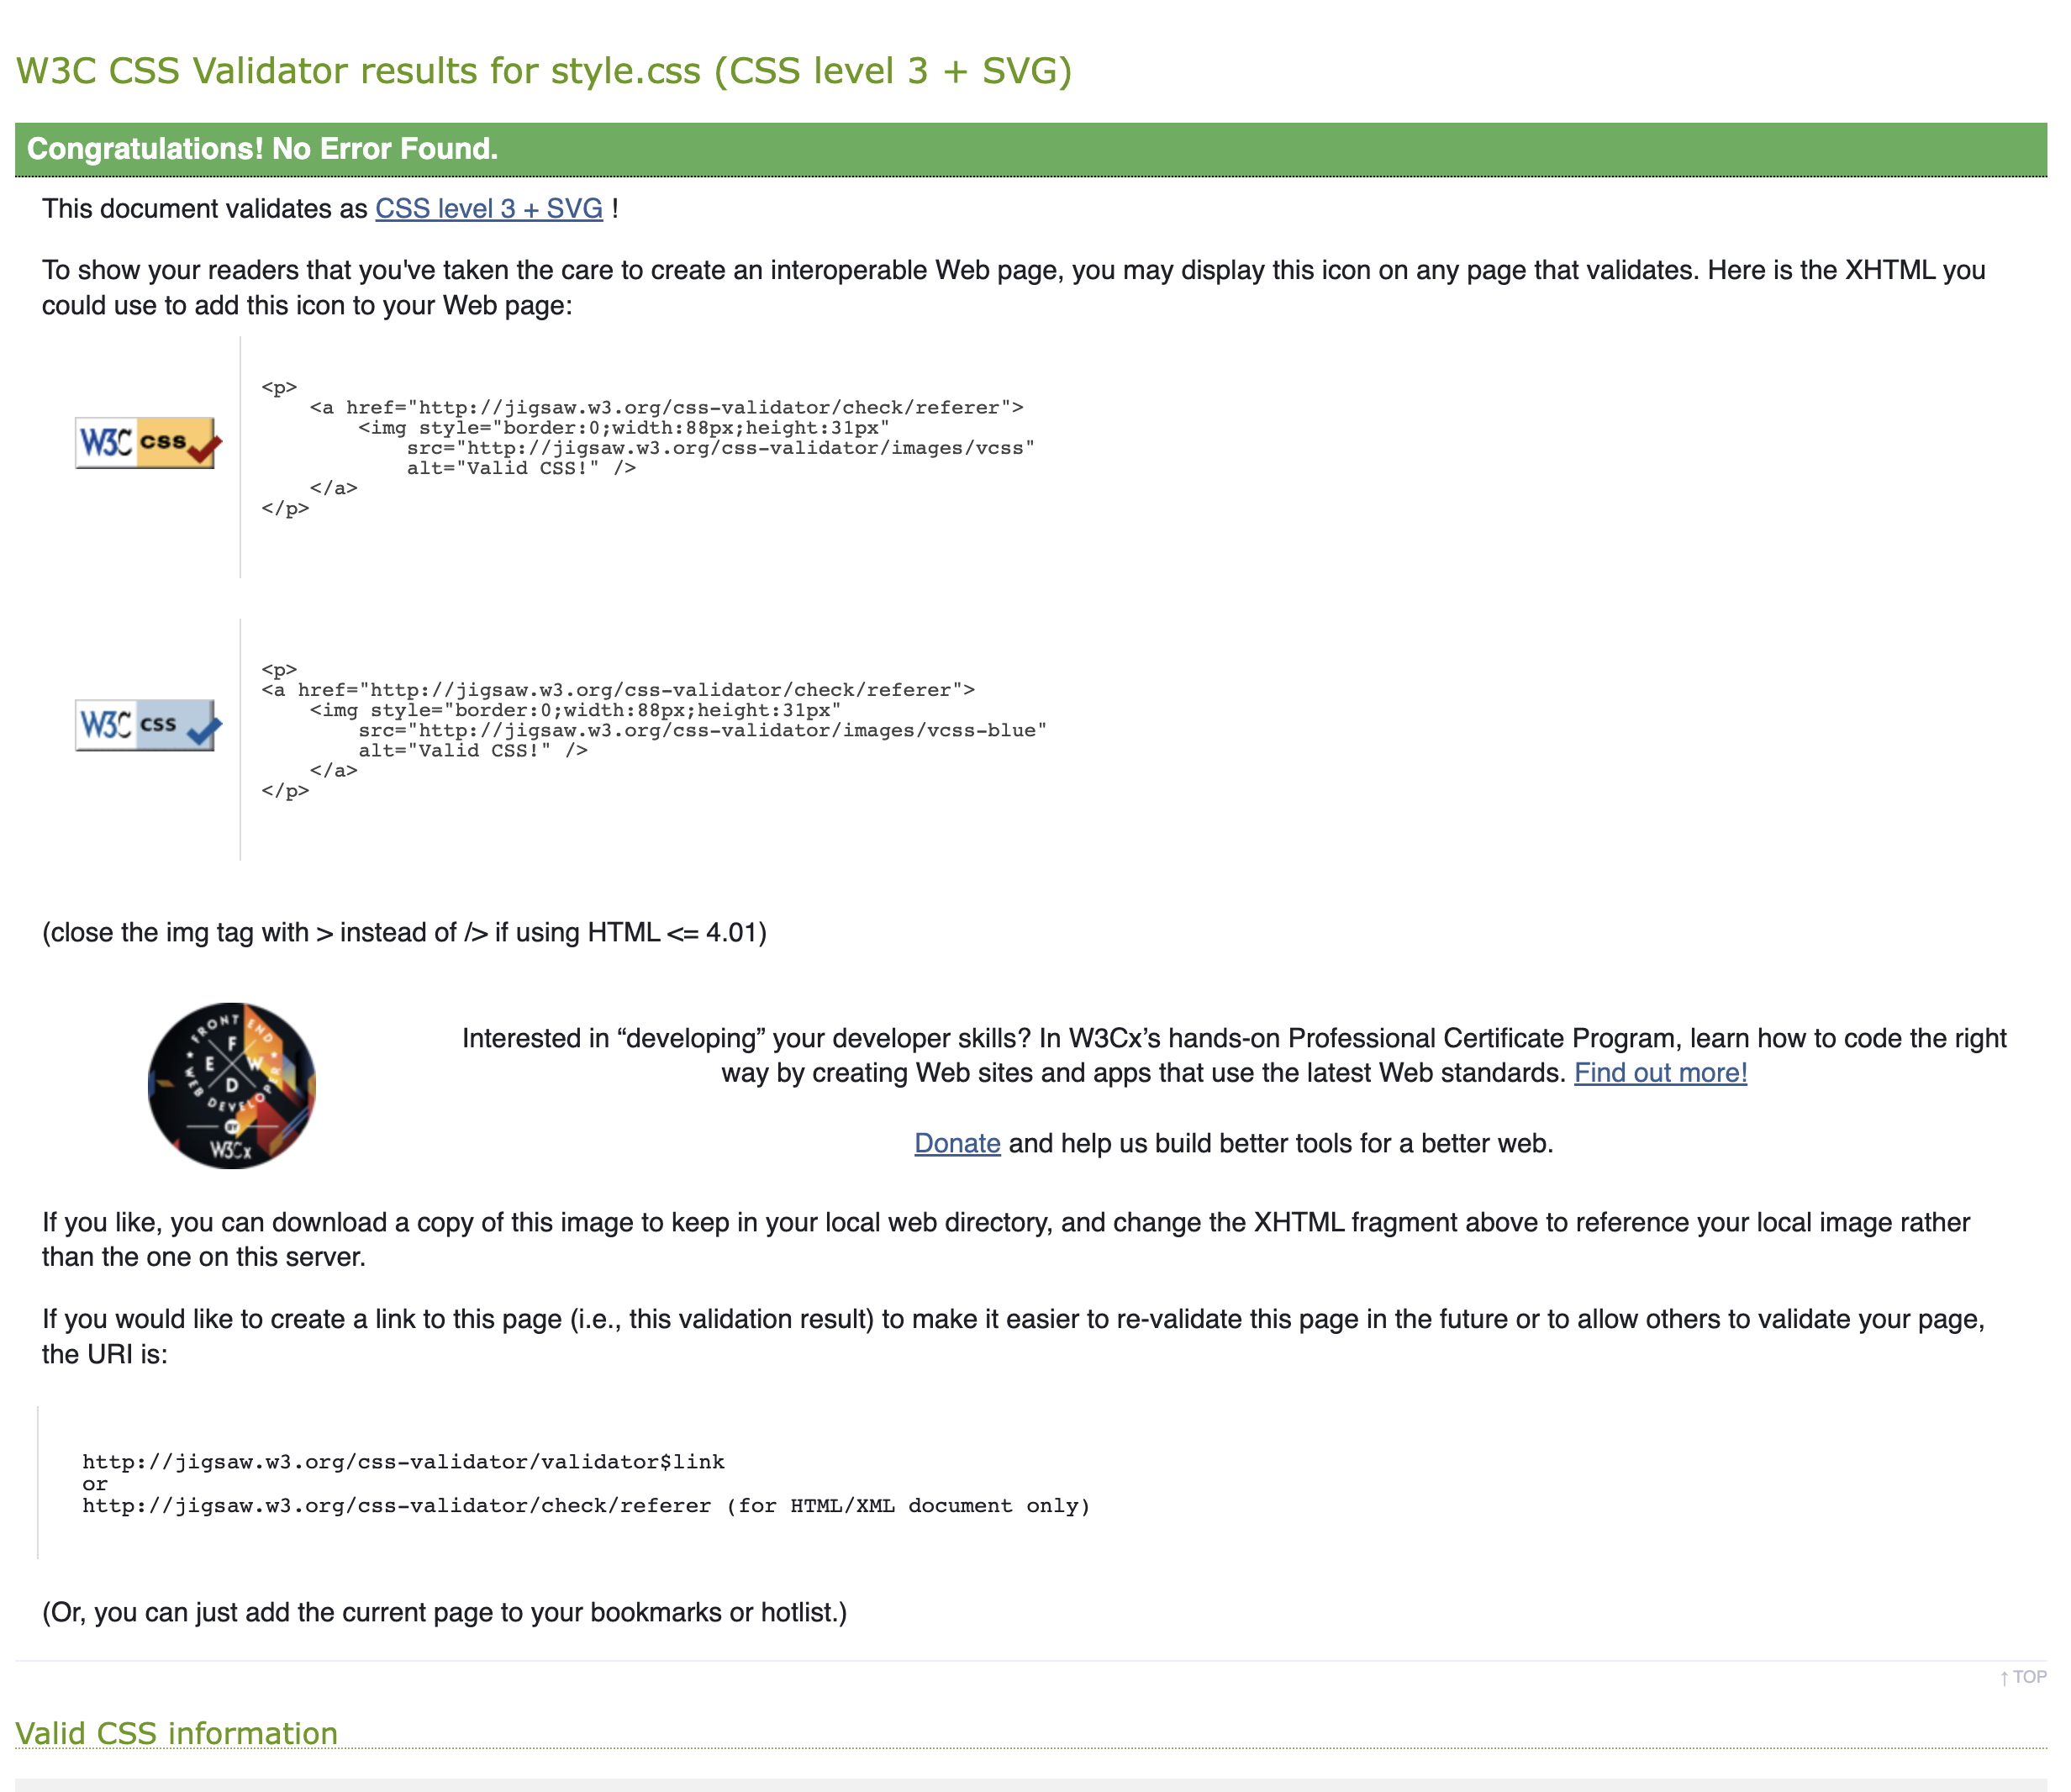 W3C CSS Validator results for style.css (CSS level 3 + SVG)
Congratulations! No Error Found.
This document validates as CSS level 3 + SVG !
To show your readers that you've taken the care to create an interoperable Web page, you may display this icon on any page that validates. Here is the XHTML you
could use to add this icon to your Web page:
W3C css
<p>
    <a href="http://jigsaw.w3.org/css-validator/check/referer">
        <img style="border:0;width:88px;height:31px"
            src="http://jigsaw.w3.org/css-validator/images/vcss"
            alt="Valid CSS!" />
    </a>
</p>
W3C css
<p>
<a href="http://jigsaw.w3.org/css-validator/check/referer">
    <img style="border:0;width:88px;height:31px"
        src="http://jigsaw.w3.org/css-validator/images/vcss-blue"
        alt="Valid CSS!" />
    </a>
</p>
(close the img tag with > instead of /> if using HTML <= 4.01)
FRONT END
WEB DEVELOPER
F
E W
D
BY
W3Cx
Interested in “developing” your developer skills? In W3Cx’s hands-on Professional Certificate Program, learn how to code the right
way by creating Web sites and apps that use the latest Web standards. Find out more!
Donate and help us build better tools for a better web.
If you like, you can download a copy of this image to keep in your local web directory, and change the XHTML fragment above to reference your local image rather
than the one on this server.
If you would like to create a link to this page (i.e., this validation result) to make it easier to re-validate this page in the future or to allow others to validate your page,
the URI is:
http://jigsaw.w3.org/css-validator/validator$link
or
http://jigsaw.w3.org/css-validator/check/referer (for HTML/XML document only)
(Or, you can just add the current page to your bookmarks or hotlist.)
↑ TOP
Valid CSS information